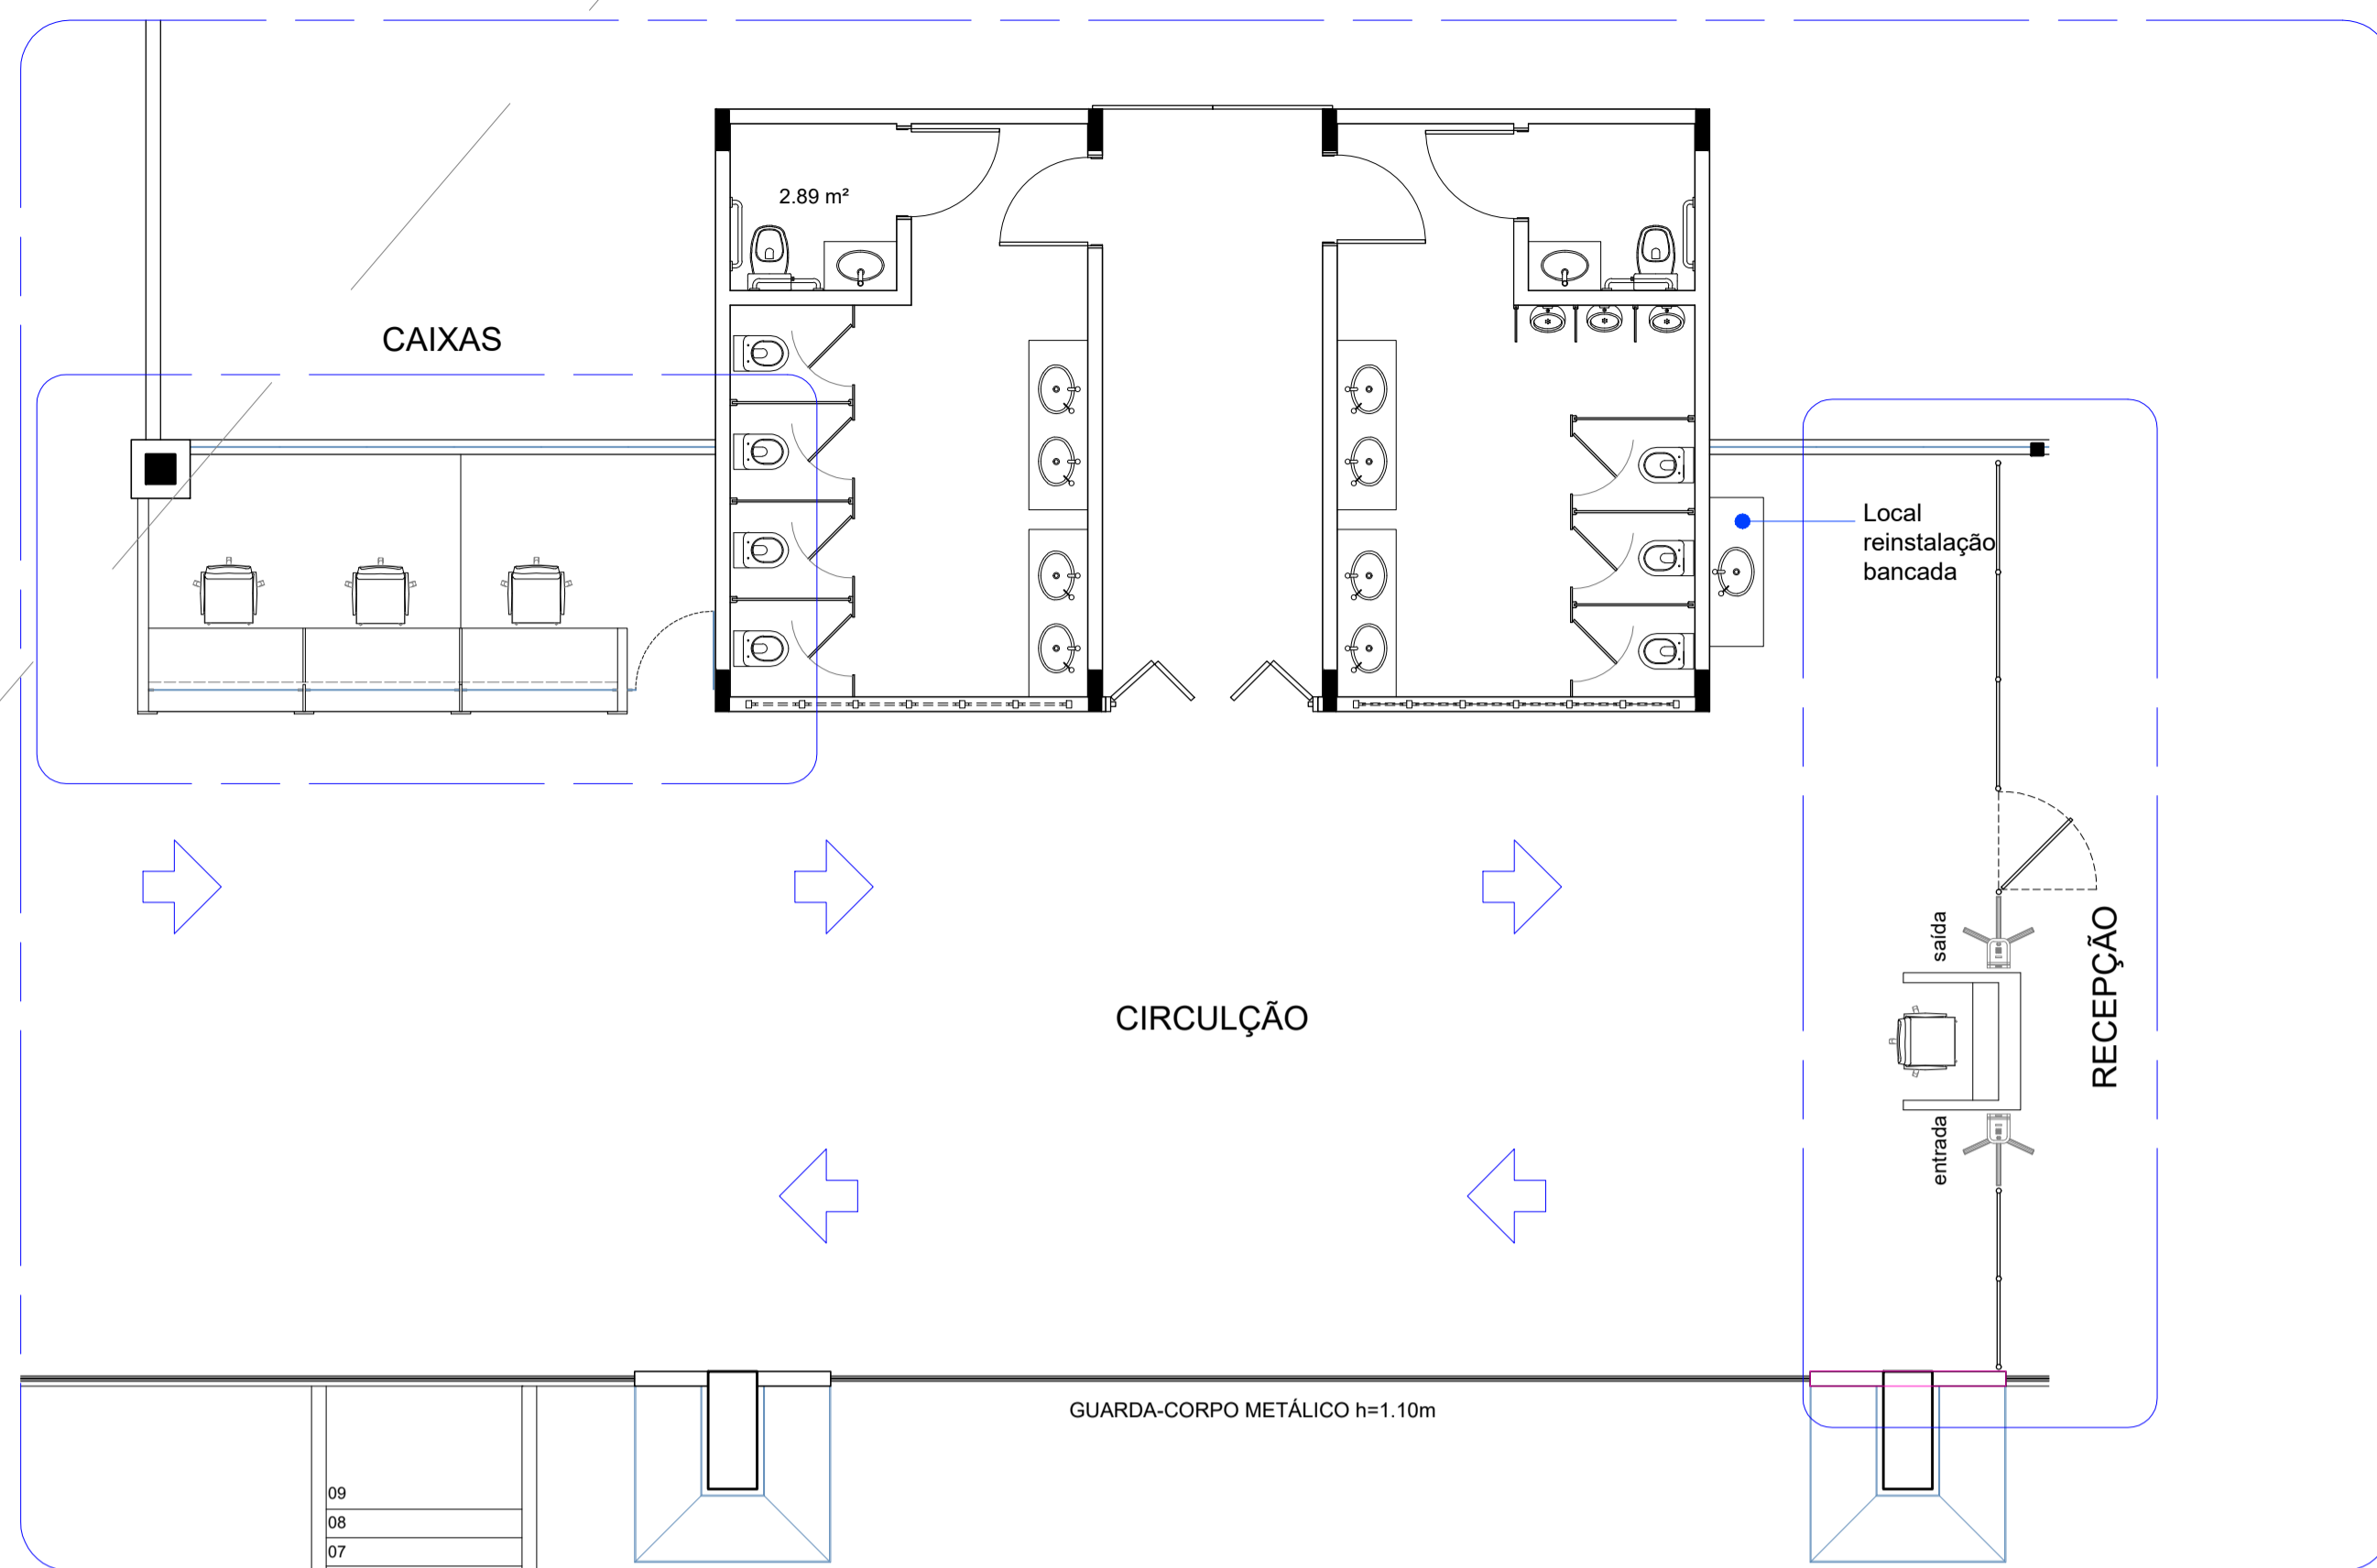 2.89 m²
CAIXAS
Local
reinstalação
bancada
saída
RECEPÇÃO
CIRCULÇÃO
entrada
GUARDA-CORPO METÁLICO h=1.10m
09
08
07